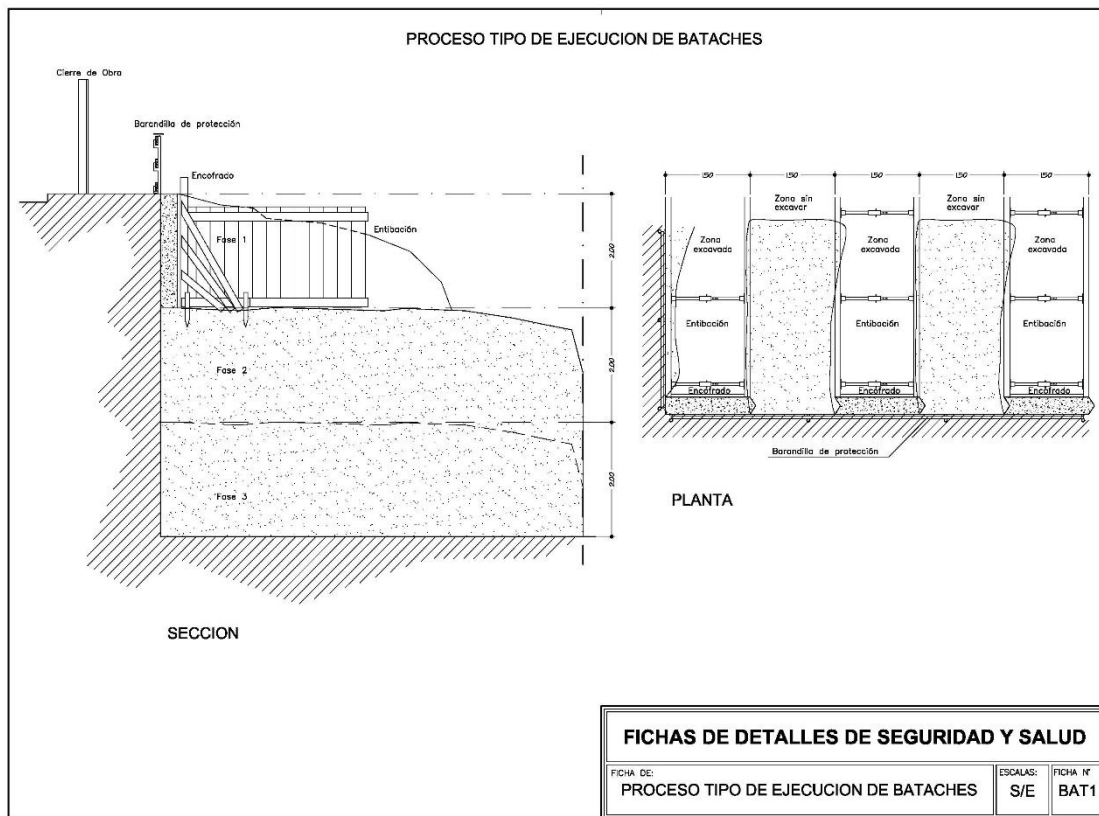 PROCESO TIPO DE EJECUCION DE BATACHES
Cierre de Obra
Barandilla de protección
Encofrado
Fase 1
Entibación
2.00
Fase 2
2.00
Fase 3
2.00
SECCION
150 150 150 150 150
Zona sin
excavar
Zona sin
excavar
Zona
excavada
Zona
excavada
Zona
excavada
Entibación
Entibación
Entibación
Encofrado
Encofrado
Encofrado
Barandilla de protección
PLANTA
FICHAS DE DETALLES DE SEGURIDAD Y SALUD
FICHA DE:
PROCESO TIPO DE EJECUCION DE BATACHES
ESCALAS:
S/E
FICHA Nº
BAT1